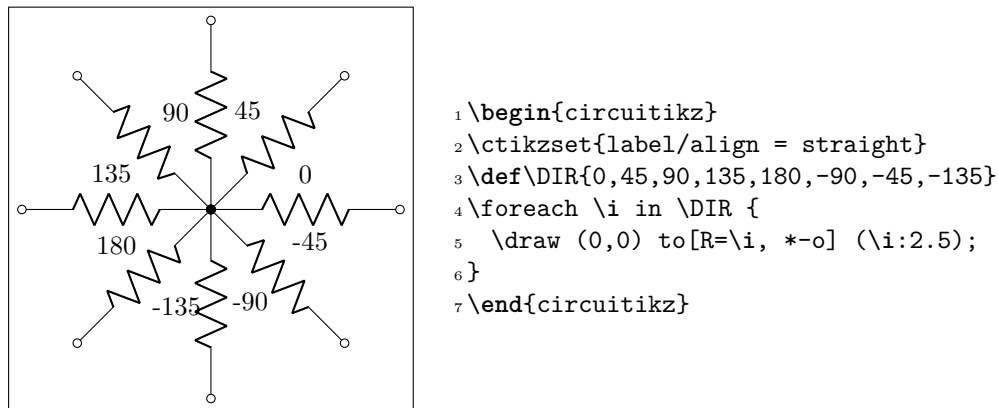 90 45
135 0
180 -45
-135 -90
1 \begin{circuitikz}
2 \ctikzset{label/align = straight}
3 \def\DIR{0,45,90,135,180,-90,-45,-135}
4 \foreach \i in \DIR {
5   \draw (0,0) to[R=\i, *-o] (\i:2.5);
6 }
7 \end{circuitikz}